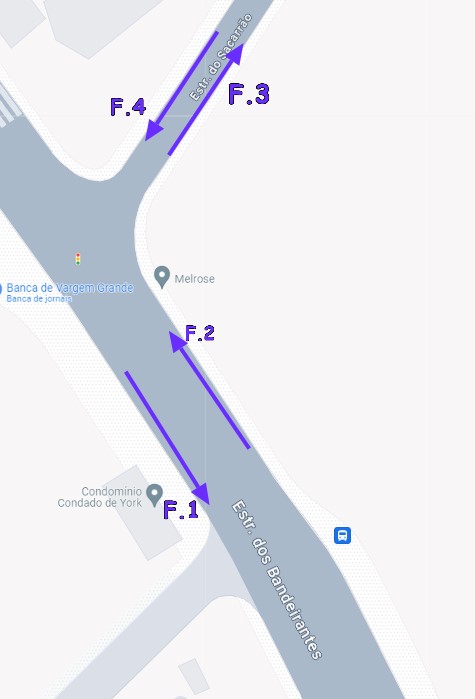 Estr. do Sacarrão
F.4
F.3
Banca de Vargem Grande
Banca de jornais
Melrose
F.2
Condomínio
Condado de York
F.1
Estr. dos Bandeirantes